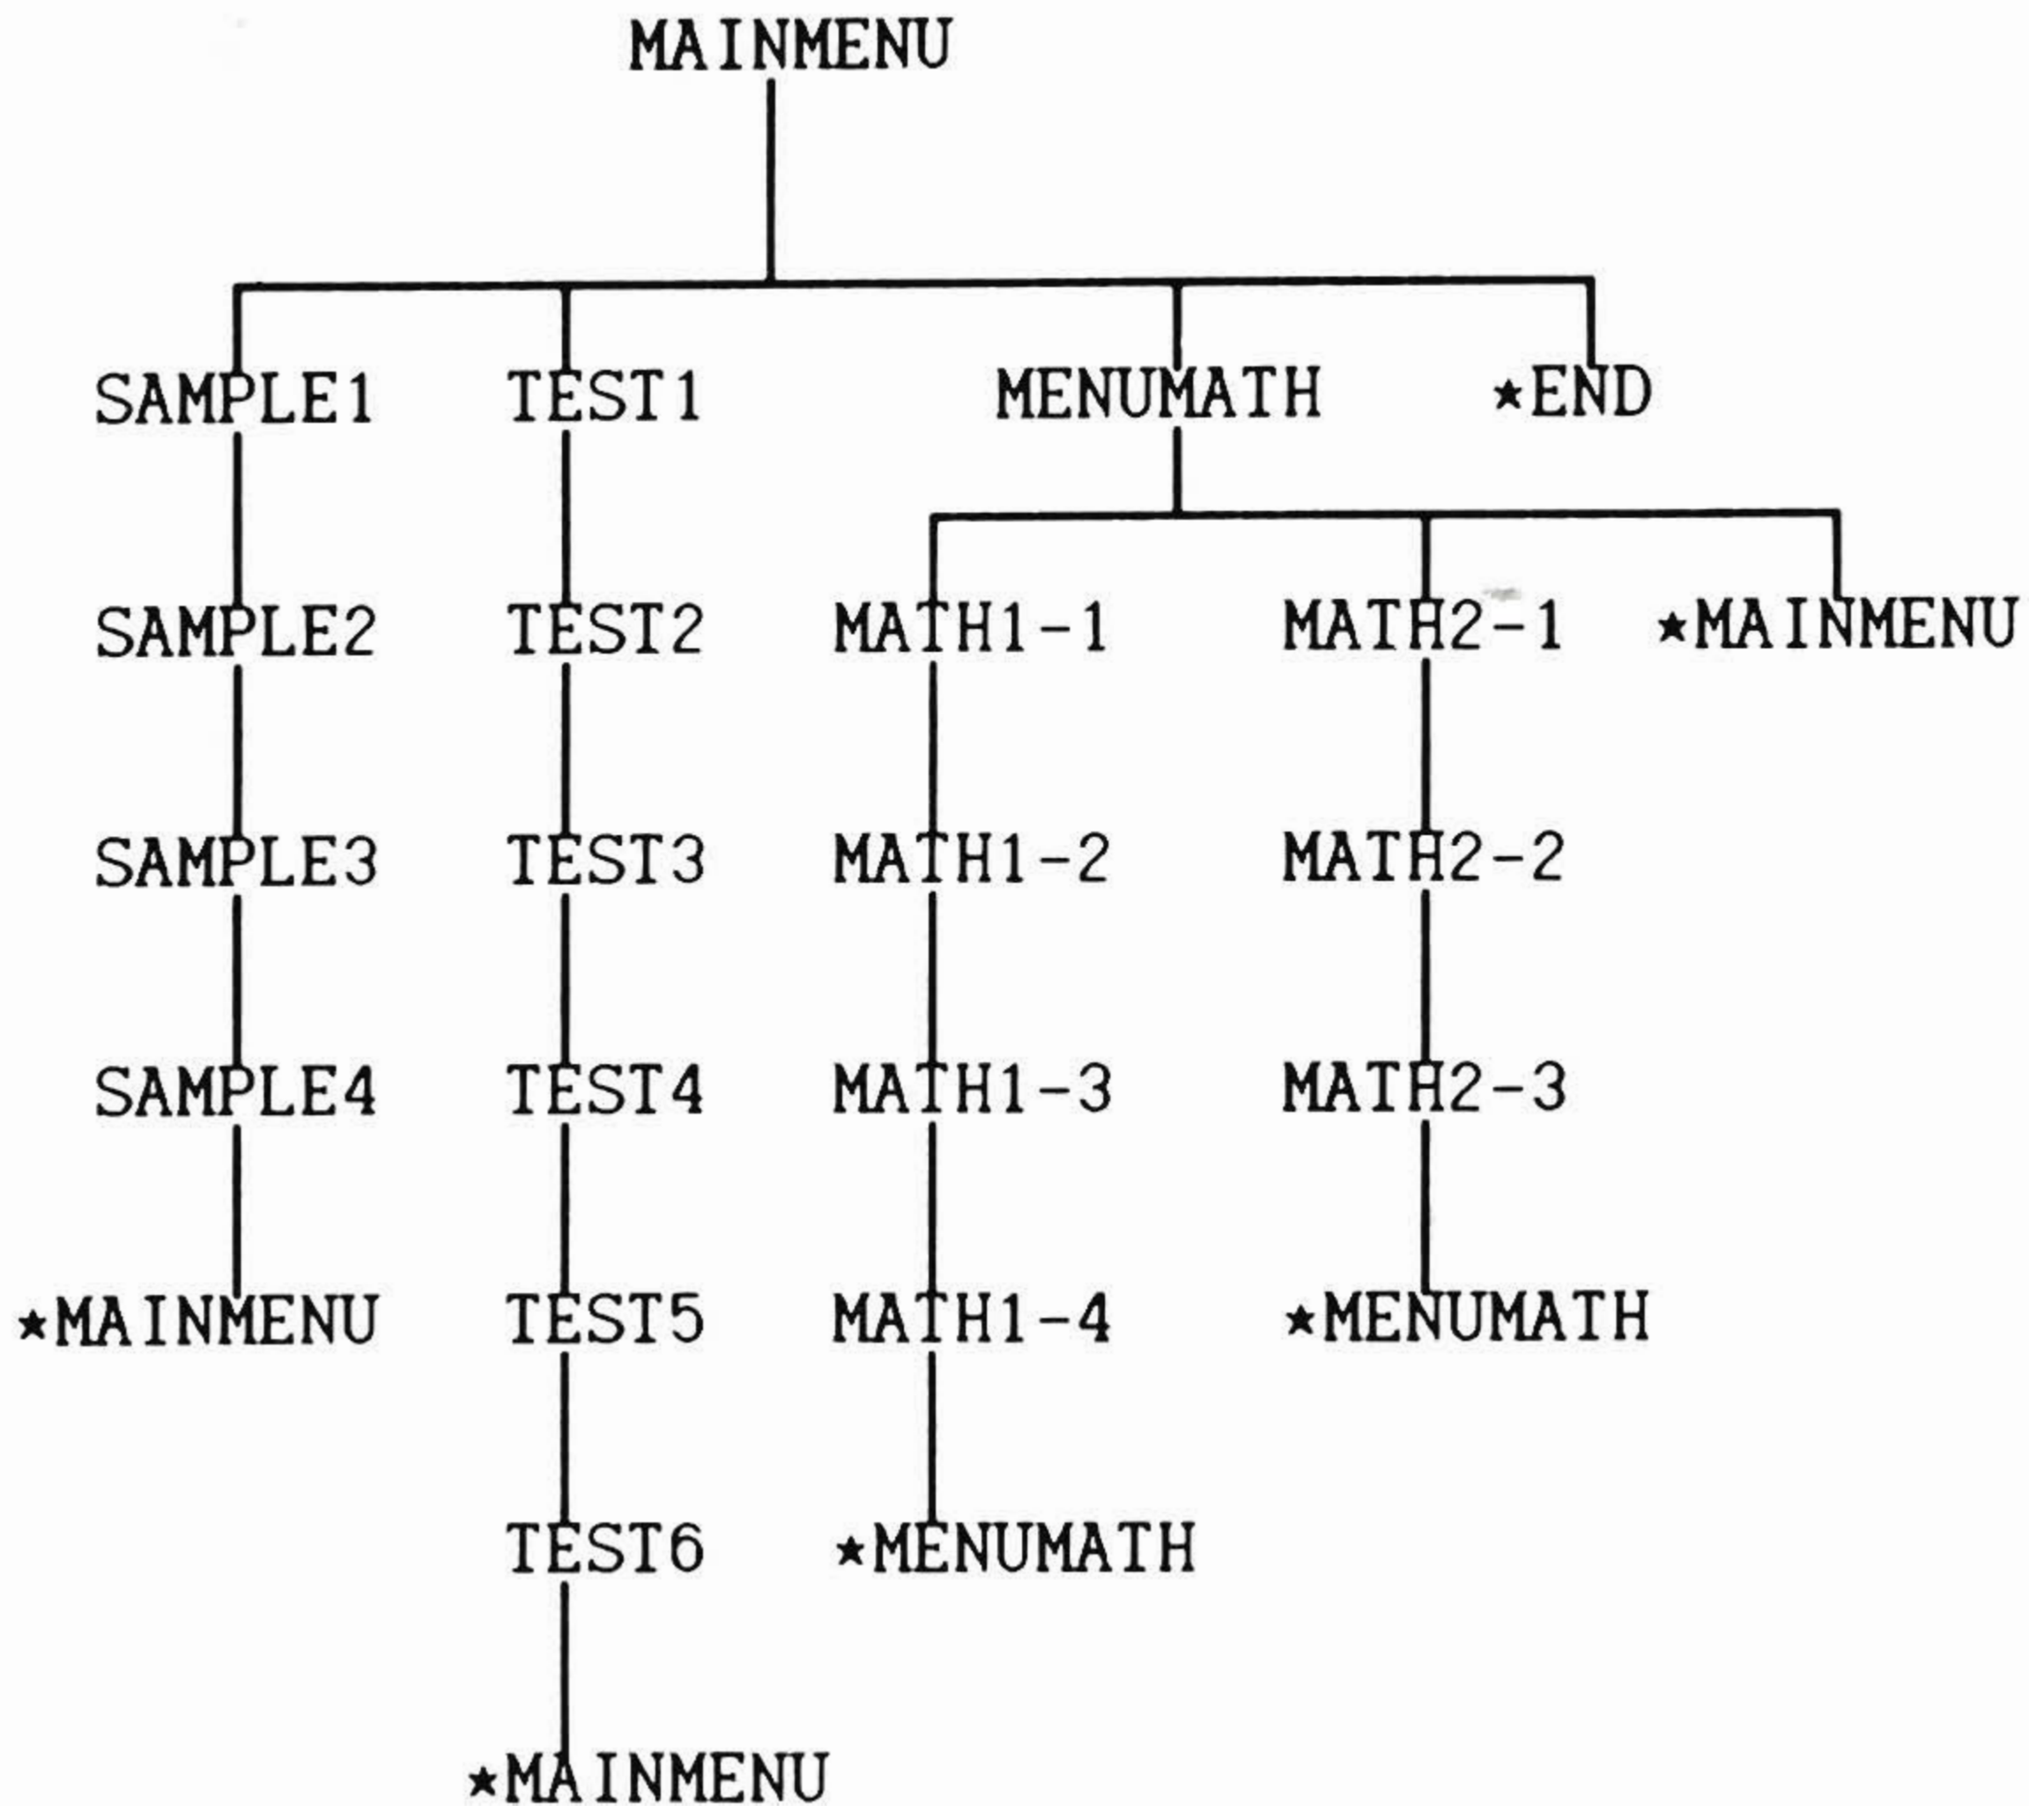 MAINMENU
SAMPLE1 TEST1 MENUMATH ★END
SAMPLE2 TEST2 MATH1-1 MATH2-1 ★MAINMENU
SAMPLE3 TEST3 MATH1-2 MATH2-2
SAMPLE4 TEST4 MATH1-3 MATH2-3
★MAINMENU TEST5 MATH1-4 ★MENUMATH
TEST6 ★MENUMATH
★MAINMENU